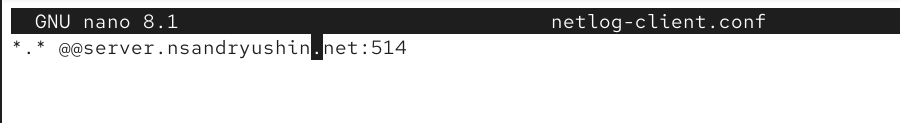 GNU nano 8.1 netlog-client.conf
*.* @@server.nsandryushin.net:514